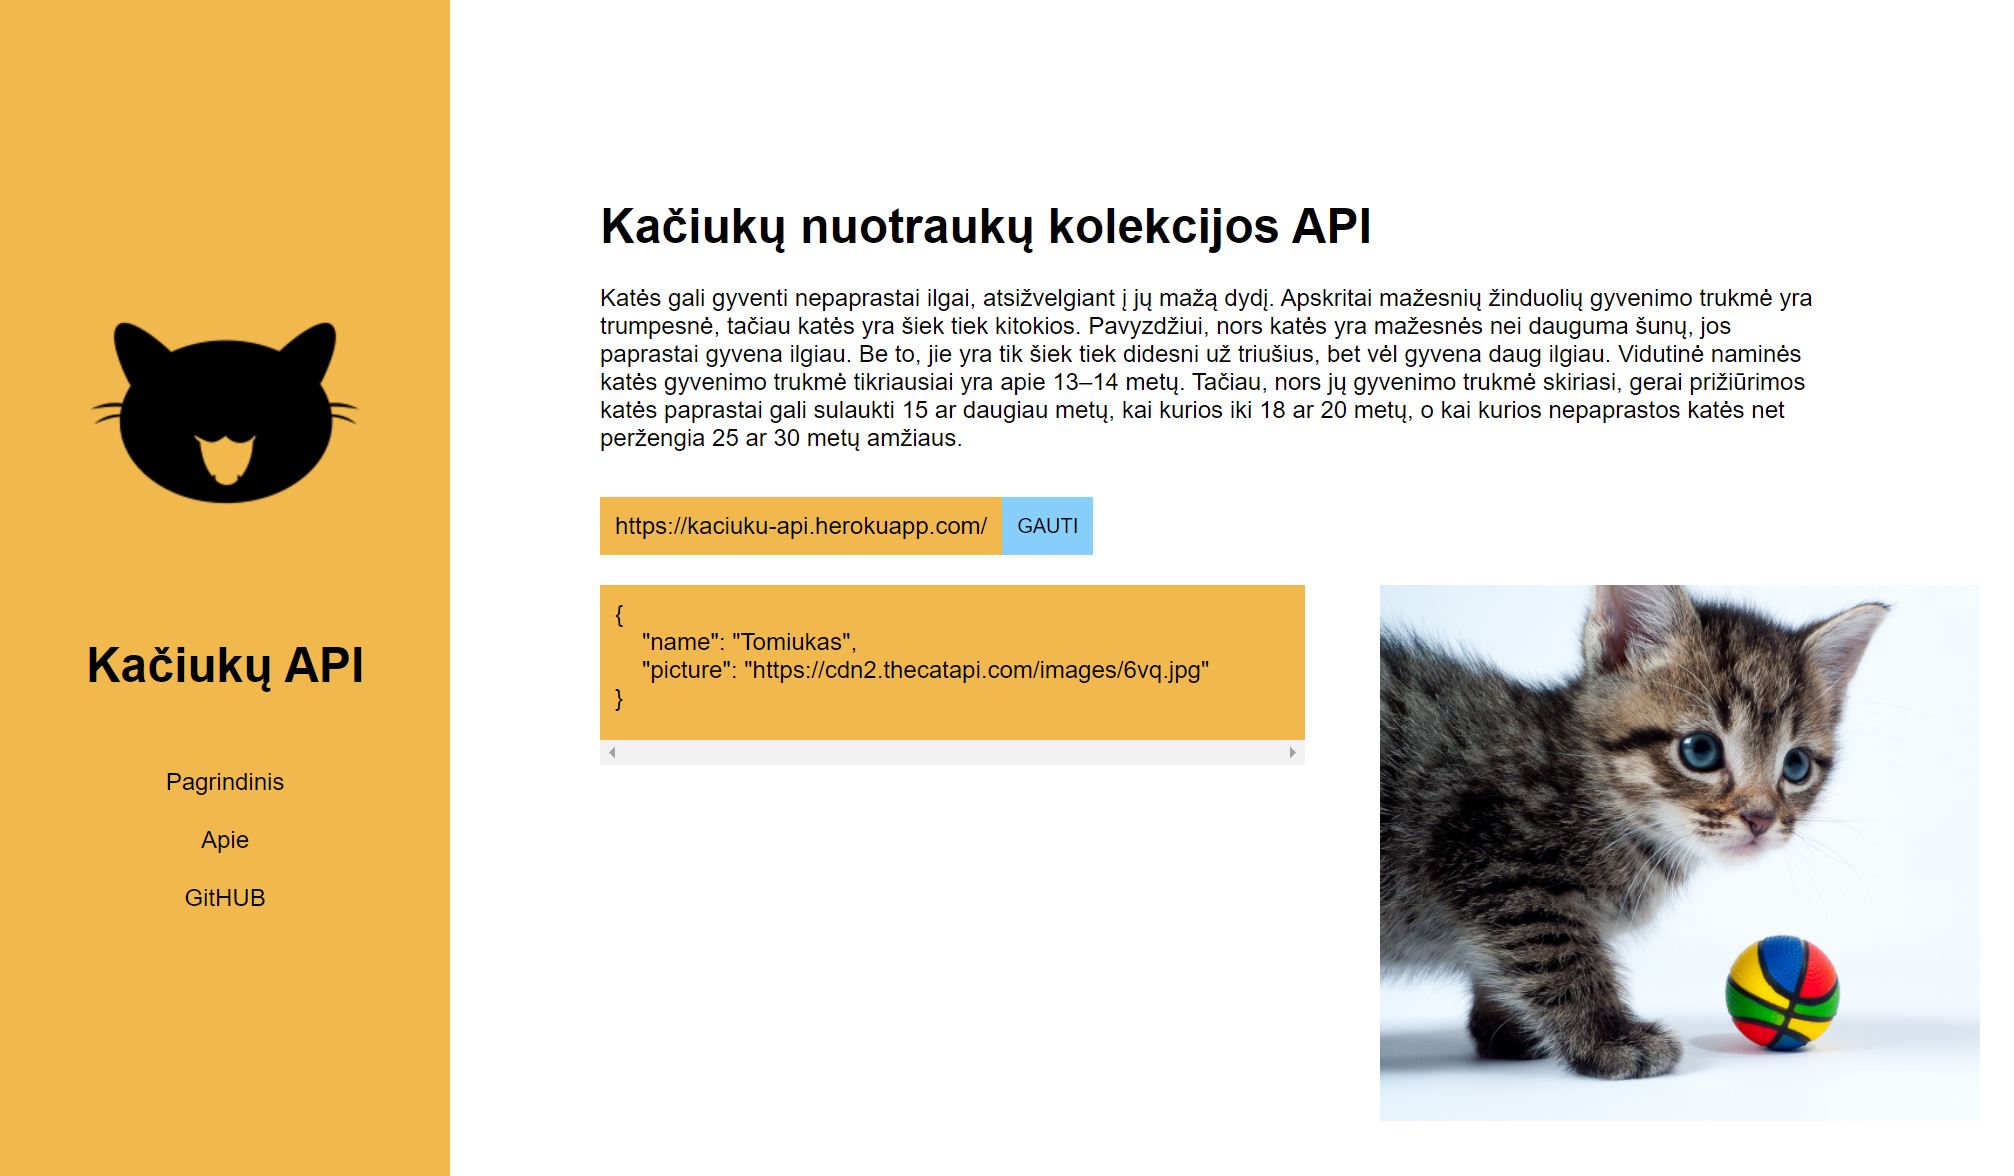 Kačiukų API
Pagrindinis
Apie
GitHUB
Kačiukų nuotraukų kolekcijos API
Katės gali gyventi nepaprastai ilgai, atsižvelgiant į jų mažą dydį. Apskritai mažesnių žinduolių gyvenimo trukmė yra
trumpesnė, tačiau katės yra šiek tiek kitokios. Pavyzdžiui, nors katės yra mažesnės nei dauguma šunų, jos
paprastai gyvena ilgiau. Be to, jie yra tik šiek tiek didesni už triušius, bet vėl gyvena daug ilgiau. Vidutinė naminės
katės gyvenimo trukmė tikriausiai yra apie 13–14 metų. Tačiau, nors jų gyvenimo trukmė skiriasi, gerai prižiūrimos
katės paprastai gali sulaukti 15 ar daugiau metų, kai kurios iki 18 ar 20 metų, o kai kurios nepaprastos katės net
peržengia 25 ar 30 metų amžiaus.
https://kaciuku-api.herokuapp.com/ GAUTI
{
"name": "Tomiukas",
"picture": "https://cdn2.thecatapi.com/images/6vq.jpg"
}